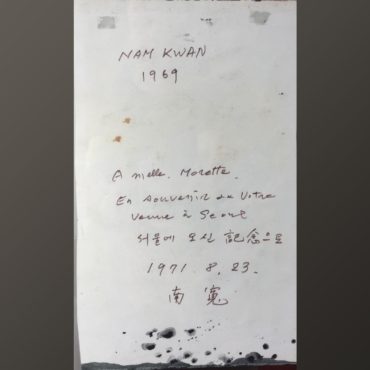 NAM KWAN
1969
A melle. Morette.
En souvenir de Votre
venue à Seoul
서울에 오신 記念으로
1971. 8. 23.
南寬